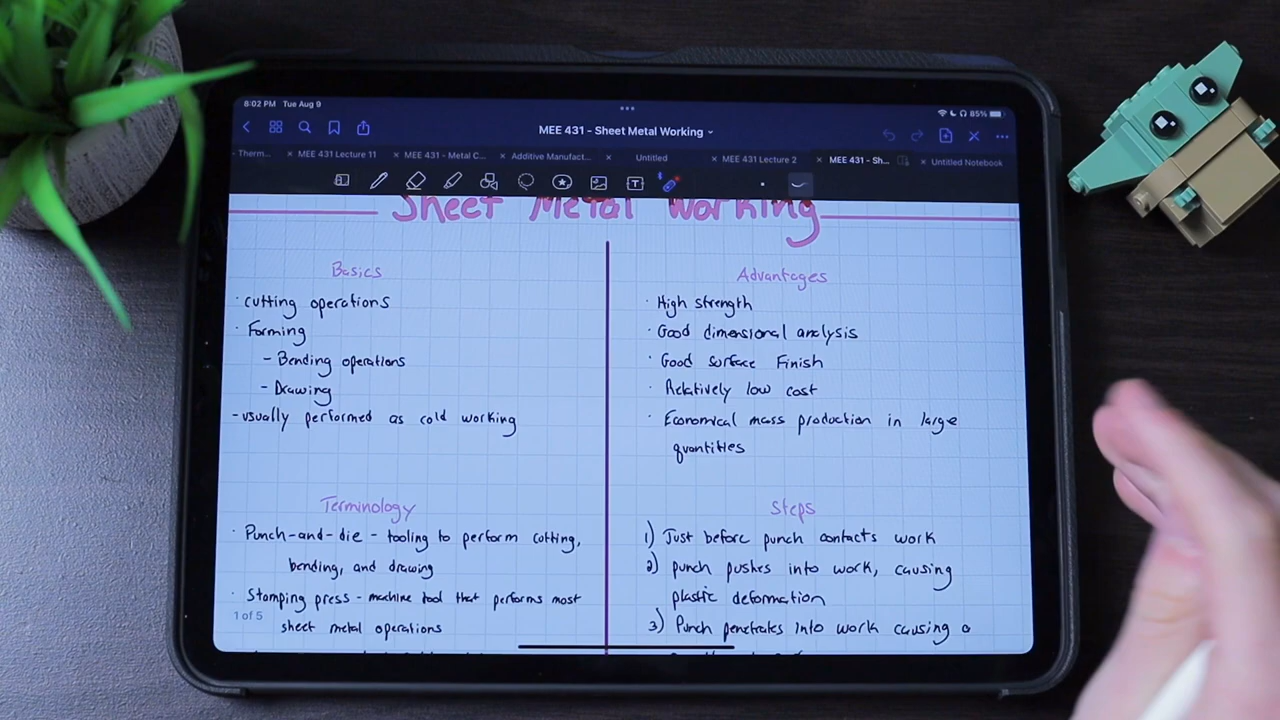 8:02 PM Tue Aug 9
85%
MEE 431 - Sheet Metal Working
- Therm...
MEE 431 Lecture 11
MEE 431 - Metal C...
Additive Manufact...
Untitled
MEE 431 Lecture 2
MEE 431 - Sh...
Untitled Notebook
Sheet Metal Working
Basics
· Cutting operations
· Forming
- Bending operations
- Drawing
- usually performed as cold working
Terminology
· Punch-and-die - tooling to perform cutting,
bending, and drawing
· Stamping press - machine tool that performs most
sheet metal operations
1 of 5
Advantages
· High strength
· Good dimensional analysis
· Good surface Finish
· Relatively low cost
· Economical mass production in large
quantities
Steps
1) Just before punch contacts work
2) punch pushes into work, causing
plastic deformation
3) Punch penetrates into work causing a